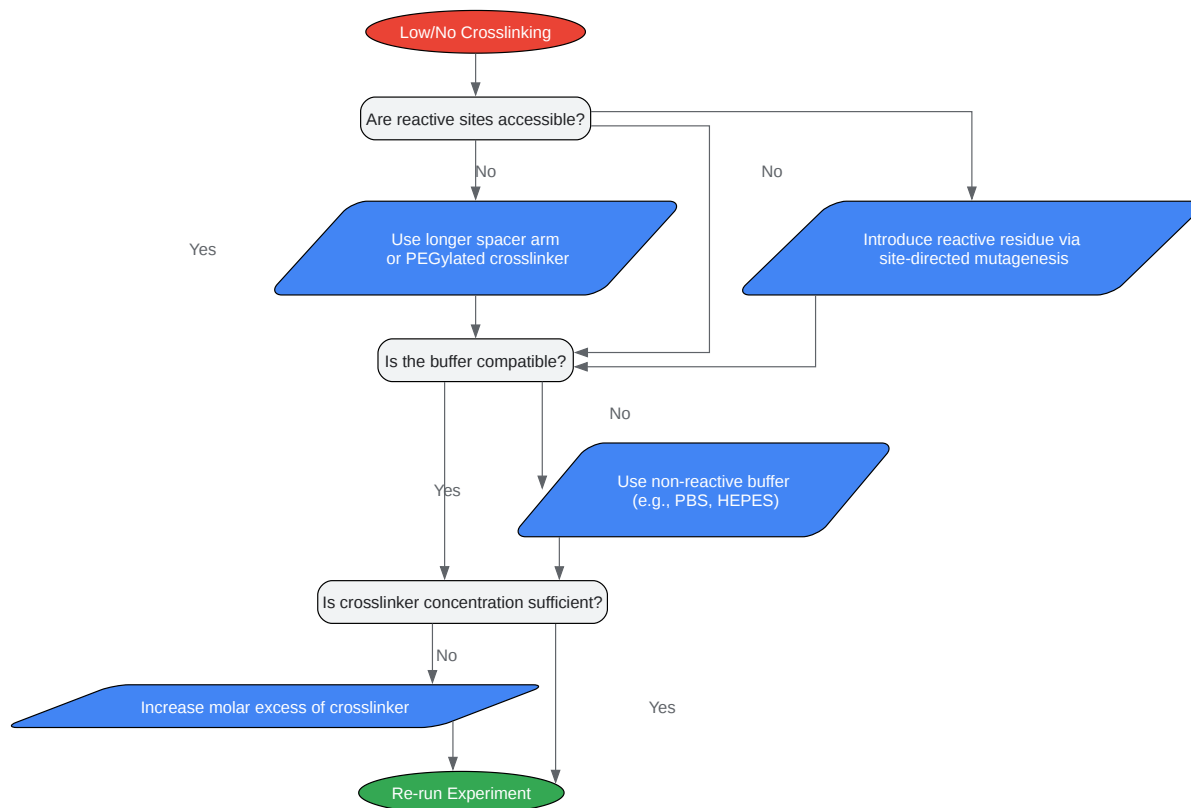 Low/No Crosslinking
Are reactive sites accessible?
No
No
Yes
Use longer spacer arm
or PEGylated crosslinker
Introduce reactive residue via
site-directed mutagenesis
Is the buffer compatible?
No
Yes
Use non-reactive buffer
(e.g., PBS, HEPES)
Is crosslinker concentration sufficient?
No
Increase molar excess of crosslinker
Yes
Re-run Experiment